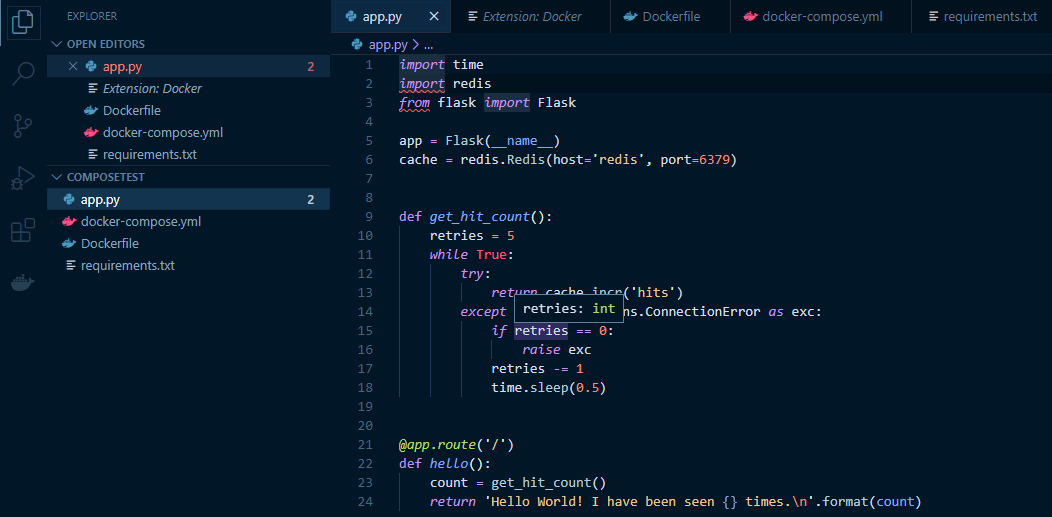 EXPLORER
OPEN EDITORS
app.py 2
Extension: Docker
Dockerfile
docker-compose.yml
requirements.txt
COMPOSETEST
app.py 2
docker-compose.yml
Dockerfile
requirements.txt
app.py Extension: Docker Dockerfile docker-compose.yml requirements.txt
app.py > ...
1 import time
2 import redis
3 from flask import Flask
4
5 app = Flask(__name__)
6 cache = redis.Redis(host='redis', port=6379)
7
8
9 def get_hit_count():
10 retries = 5
11 while True:
12 try:
13 return cache.incr('hits')
retries: int
14 except ns.ConnectionError as exc:
15 if retries == 0:
16 raise exc
17 retries -= 1
18 time.sleep(0.5)
19
20
21 @app.route('/')
22 def hello():
23 count = get_hit_count()
24 return 'Hello World! I have been seen {} times.\n'.format(count)